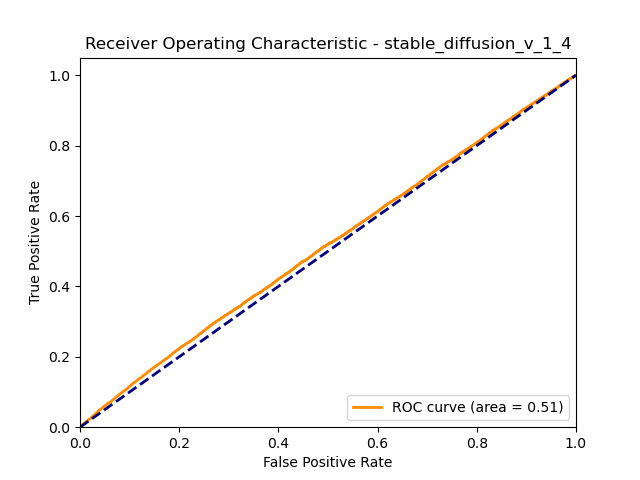 Receiver Operating Characteristic - stable_diffusion_v_1_4
1.0
0.8
0.6
0.4
0.2
0.0
True Positive Rate
ROC curve (area = 0.51)
0.0 0.2 0.4 0.6 0.8 1.0
False Positive Rate